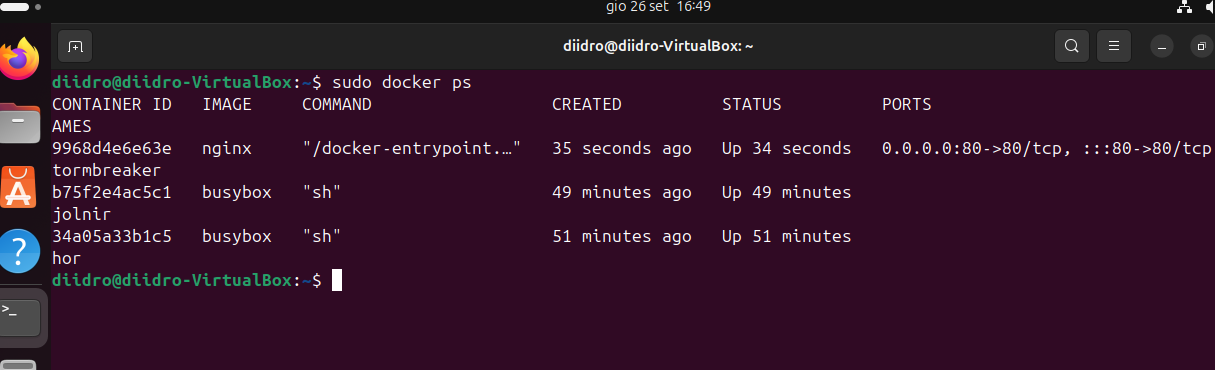 gio 26 set 16:49
diidro@diidro-VirtualBox: ~
diidro@diidro-VirtualBox:~$ sudo docker ps
CONTAINER ID   IMAGE     COMMAND                  CREATED          STATUS          PORTS
AMES
9968d4e6e63e   nginx     "/docker-entrypoint.…"   35 seconds ago   Up 34 seconds   0.0.0.0:80->80/tcp, :::80->80/tcp
tormbreaker
b75f2e4ac5c1   busybox   "sh"                     49 minutes ago   Up 49 minutes
jolnir
34a05a33b1c5   busybox   "sh"                     51 minutes ago   Up 51 minutes
hor
diidro@diidro-VirtualBox:~$